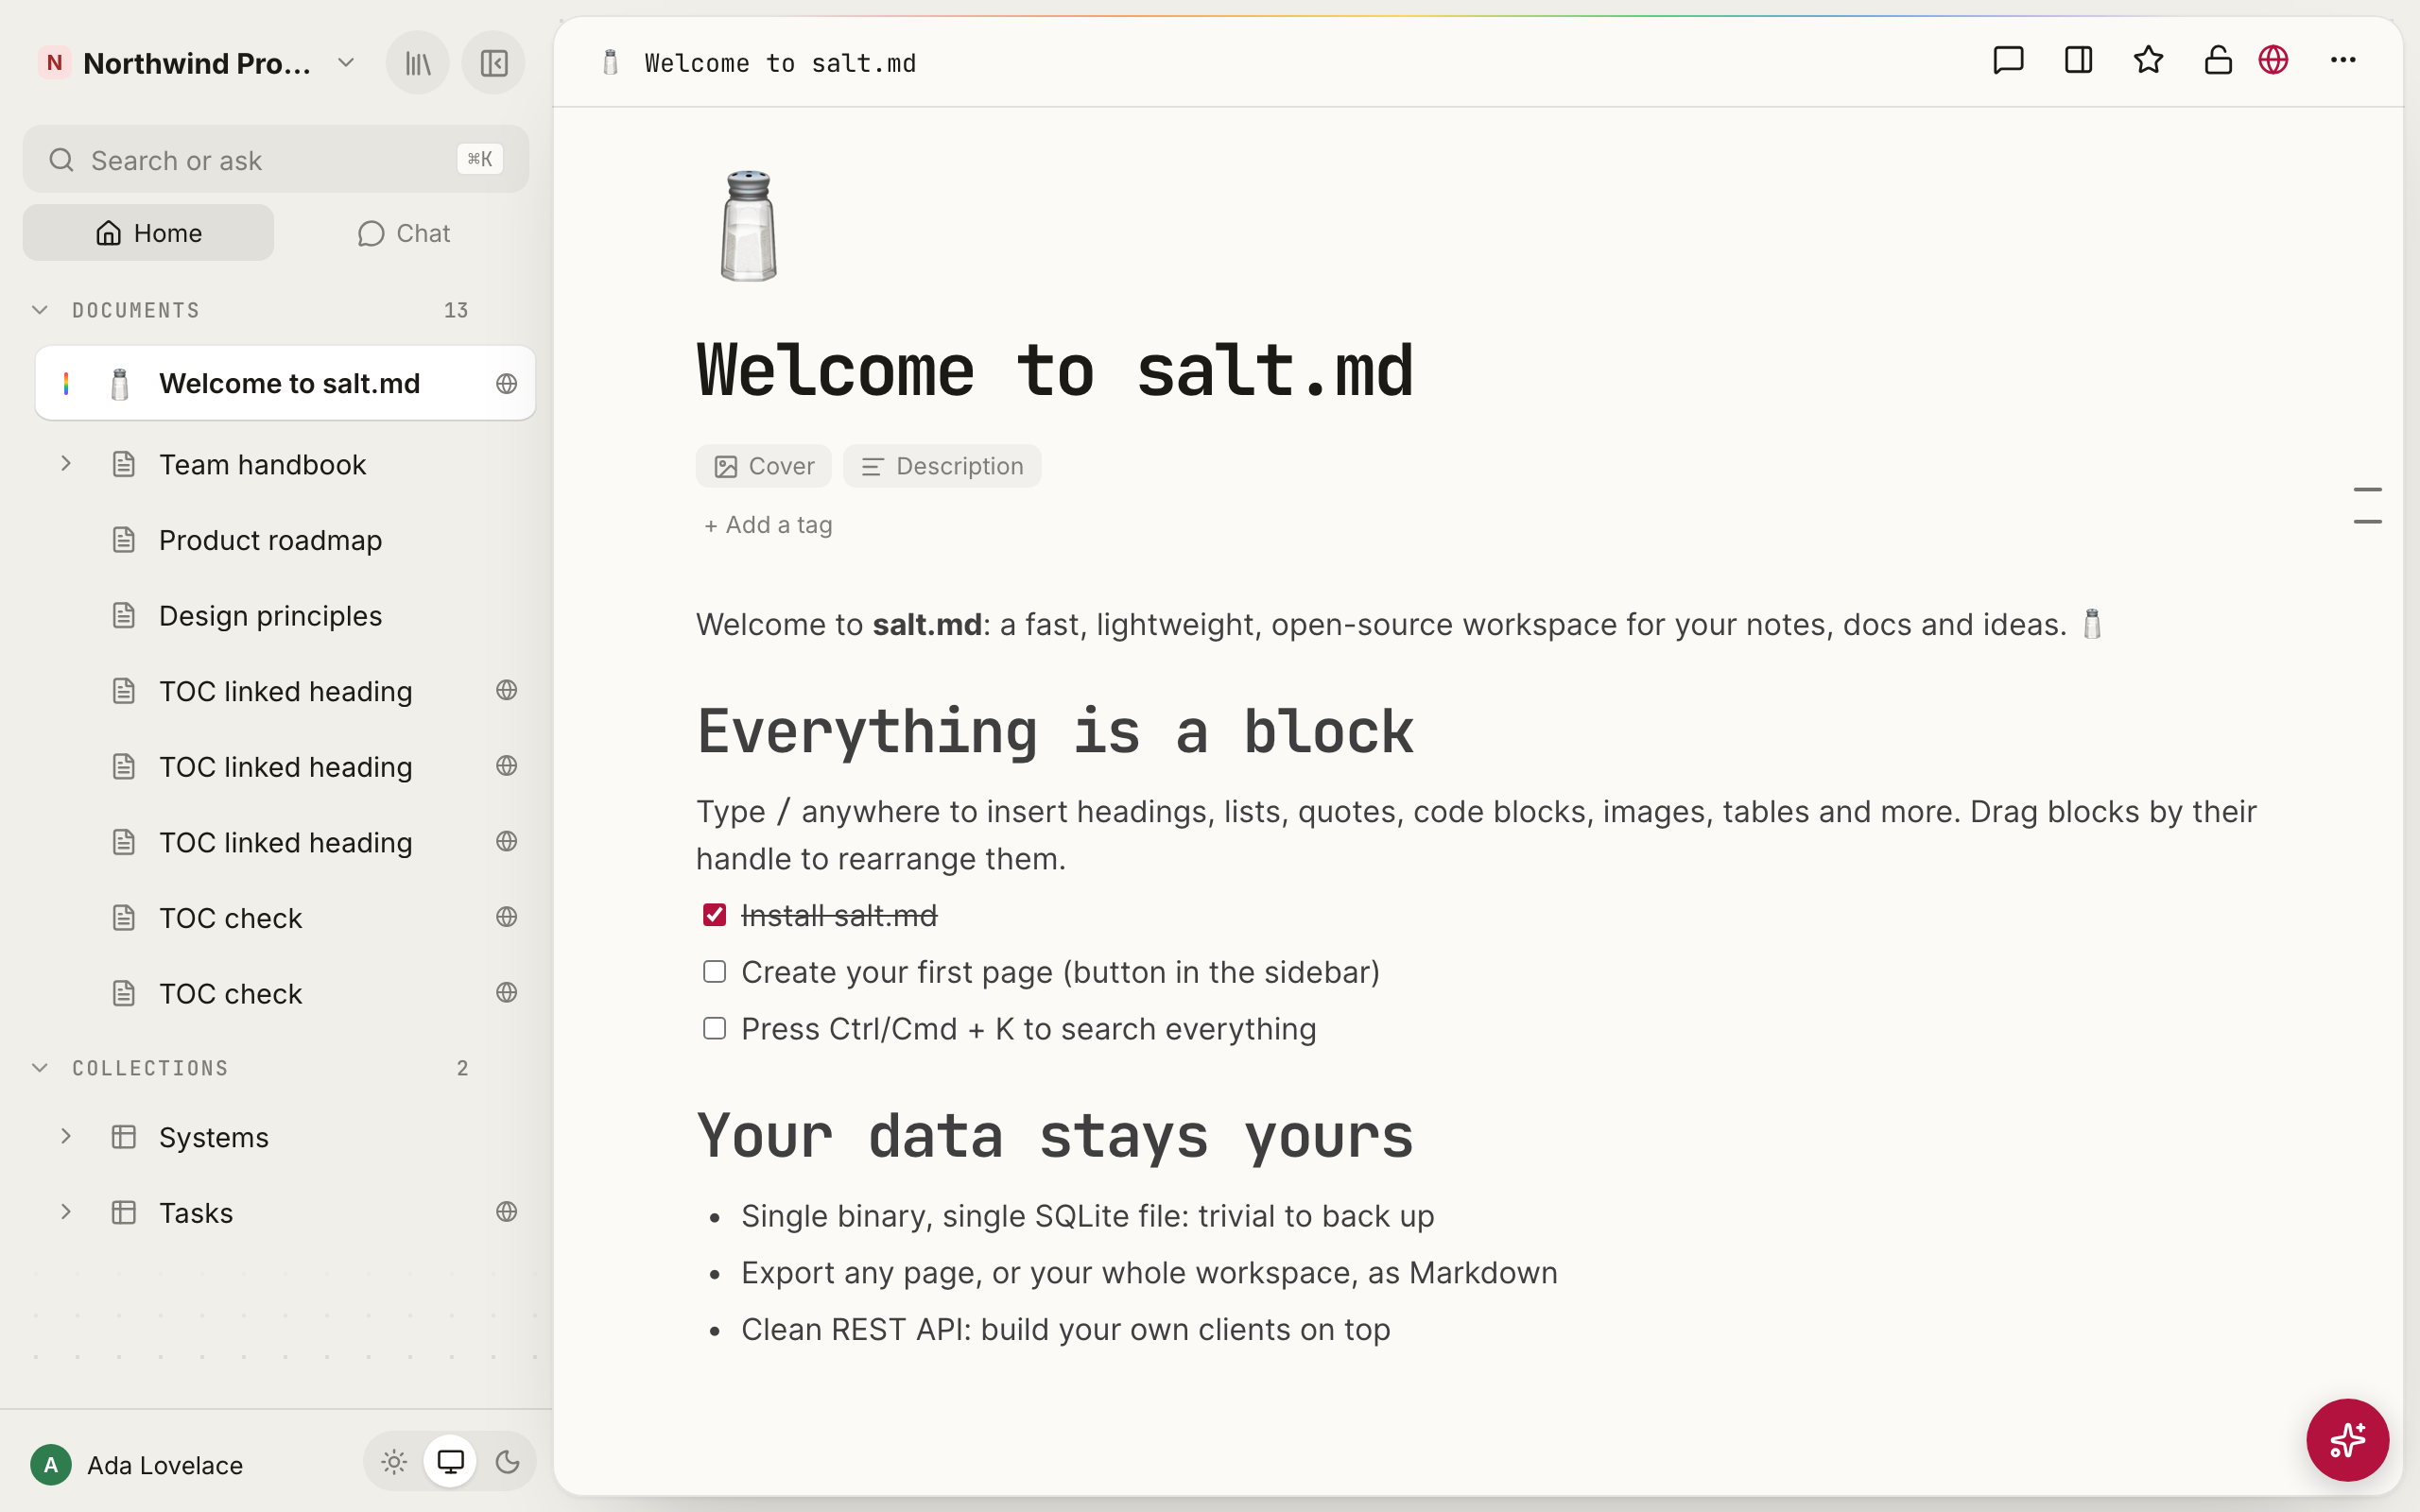 N Northwind Pro...
Search or ask ⌘K
Home Chat
DOCUMENTS 13
Welcome to salt.md
Team handbook
Product roadmap
Design principles
TOC linked heading
TOC linked heading
TOC linked heading
TOC check
TOC check
COLLECTIONS 2
Systems
Tasks
A Ada Lovelace
Welcome to salt.md
Welcome to salt.md
Cover Description
+ Add a tag
Welcome to salt.md: a fast, lightweight, open-source workspace for your notes, docs and ideas.
Everything is a block
Type / anywhere to insert headings, lists, quotes, code blocks, images, tables and more. Drag blocks by their
handle to rearrange them.
Install salt.md
Create your first page (button in the sidebar)
Press Ctrl/Cmd + K to search everything
Your data stays yours
• Single binary, single SQLite file: trivial to back up
• Export any page, or your whole workspace, as Markdown
• Clean REST API: build your own clients on top